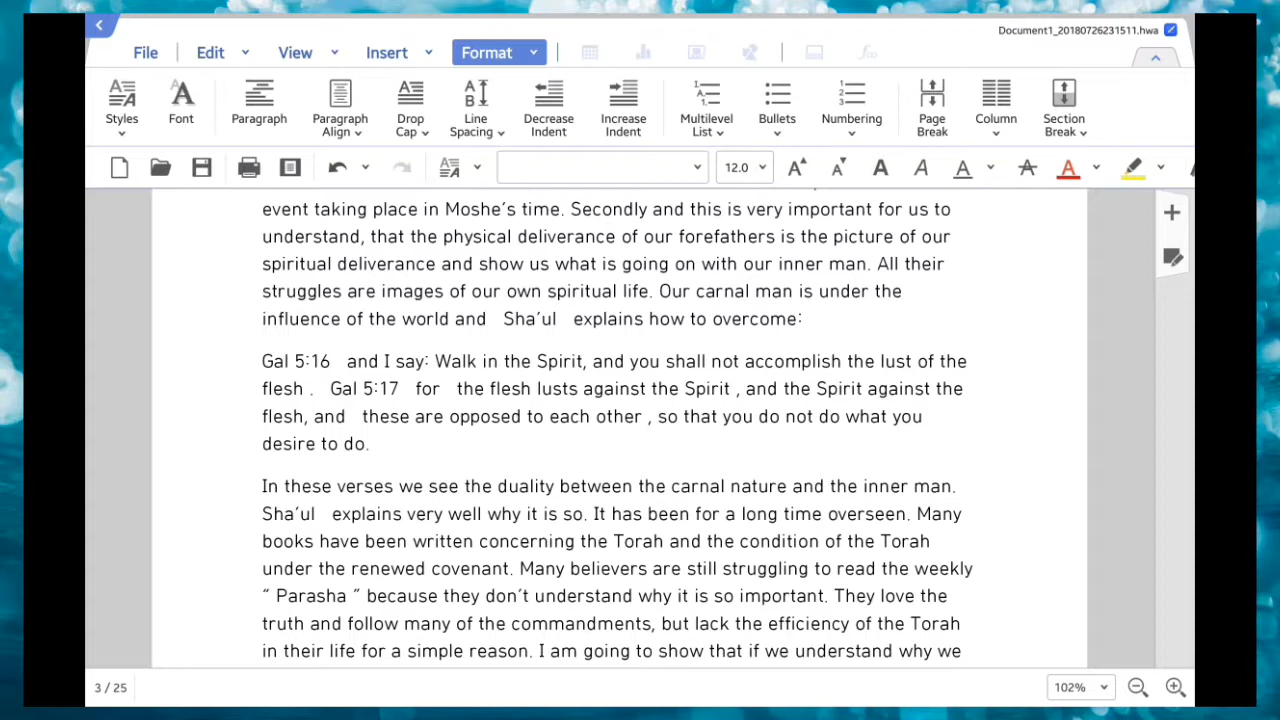 Document1_20180726231511.hwa
File Edit View Insert Format
Styles Font Paragraph Paragraph Align Drop Cap Line Spacing Decrease Indent Increase Indent Multilevel List Bullets Numbering Page Break Column Section Break
12.0
event taking place in Moshe's time. Secondly and this is very important for us to
understand, that the physical deliverance of our forefathers is the picture of our
spiritual deliverance and show us what is going on with our inner man. All their
struggles are images of our own spiritual life. Our carnal man is under the
influence of the world and Sha'ul explains how to overcome:
Gal 5:16 and I say: Walk in the Spirit, and you shall not accomplish the lust of the
flesh . Gal 5:17 for the flesh lusts against the Spirit , and the Spirit against the
flesh, and these are opposed to each other , so that you do not do what you
desire to do.
In these verses we see the duality between the carnal nature and the inner man.
Sha'ul explains very well why it is so. It has been for a long time overseen. Many
books have been written concerning the Torah and the condition of the Torah
under the renewed covenant. Many believers are still struggling to read the weekly
" Parasha " because they don't understand why it is so important. They love the
truth and follow many of the commandments, but lack the efficiency of the Torah
in their life for a simple reason. I am going to show that if we understand why we
3 / 25
102%